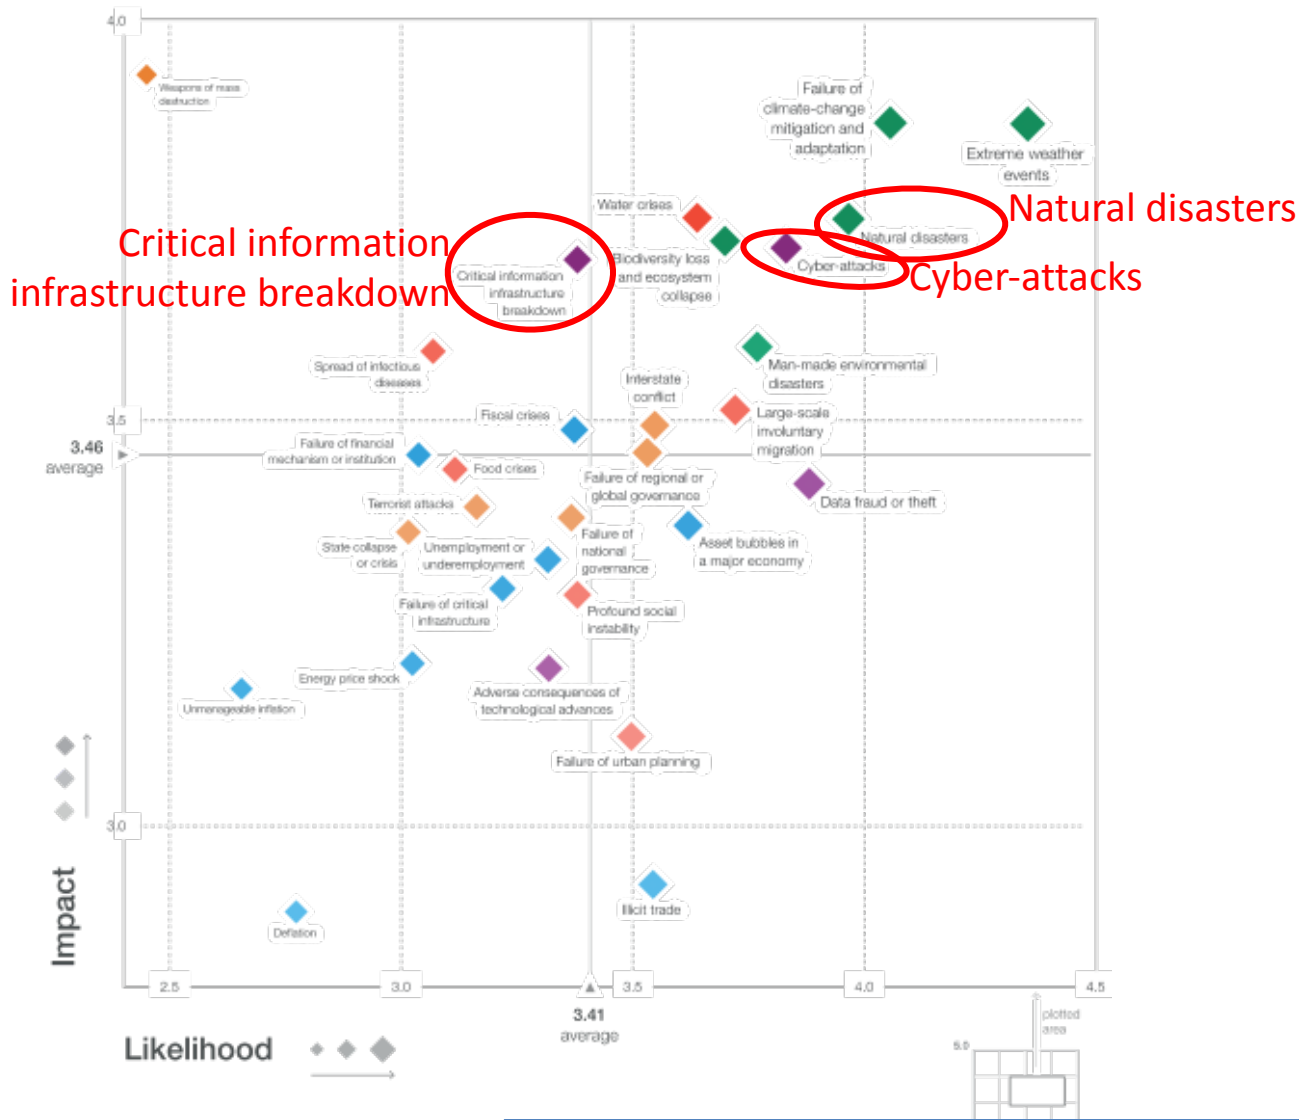 4.0
Weapons of mass
destruction
Failure of
climate-change
mitigation and
adaptation
Extreme weather
events
Water crises
Natural disasters
Natural disasters
Critical information
infrastructure breakdown
Biodiversity loss
and ecosystem
collapse
Cyber-attacks
Cyber-attacks
Critical information
infrastructure
breakdown
Spread of infectious
diseases
Man-made environmental
disasters
Interstate
conflict
Fiscal crises
Large-scale
involuntary
migration
3.5
3.46
average
Failure of financial
mechanism or institution
Food crises
Failure of regional or
global governance
Data fraud or theft
Terrorist attacks
State collapse
or crisis
Unemployment or
underemployment
Failure of
national
governance
Asset bubbles in
a major economy
Failure of critical
infrastructure
Profound social
instability
Energy price shock
Unmanageable inflation
Adverse consequences of
technological advances
Failure of urban planning
3.0
Impact
Illicit trade
Deflation
2.5
3.0
3.5
4.0
4.5
3.41
average
Likelihood
plotted
area
5.0